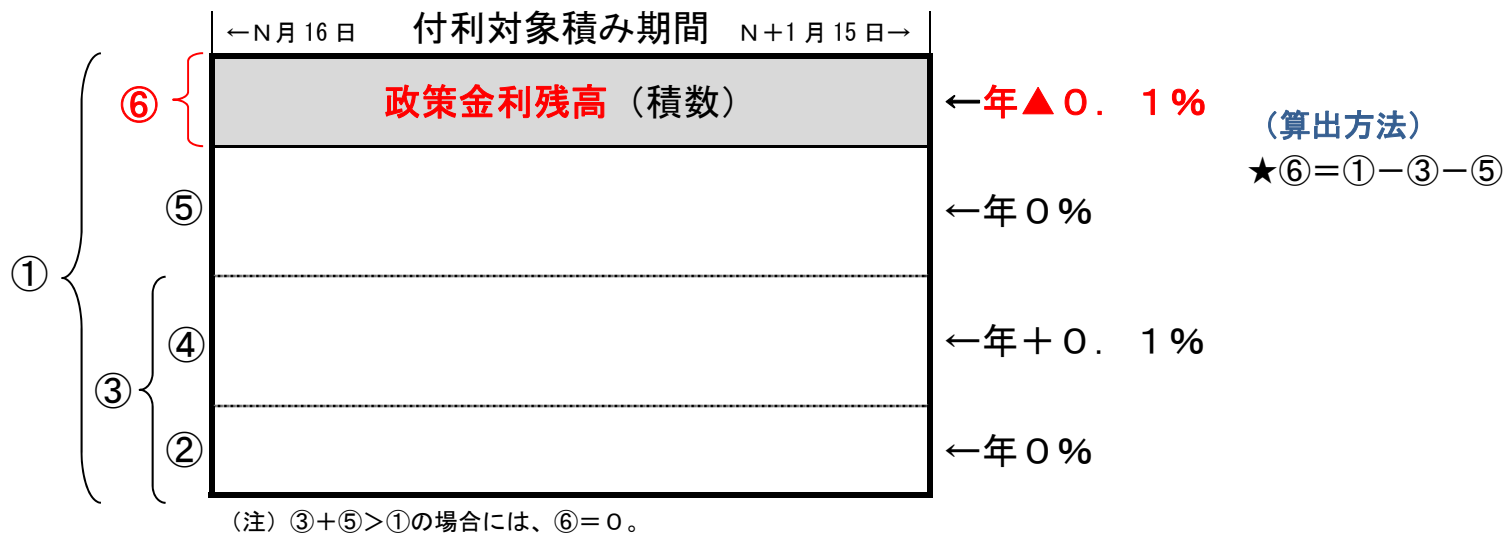 ←N月16日 付利対象積み期間 N+1月15日→
⑥ 政策金利残高（積数） ←年▲0.1%
（算出方法）
★⑥=①-③-⑤
⑤ ←年0%
①
④ ←年+0.1%
③
② ←年0%
（注）③+⑤>①の場合には、⑥=0。